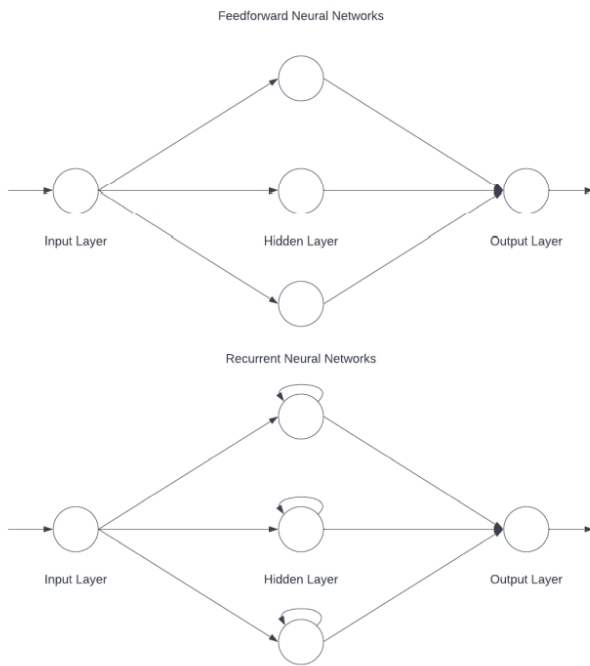 Feedforward Neural Networks
Input Layer
Hidden Layer
Output Layer
Recurrent Neural Networks
Input Layer
Hidden Layer
Output Layer